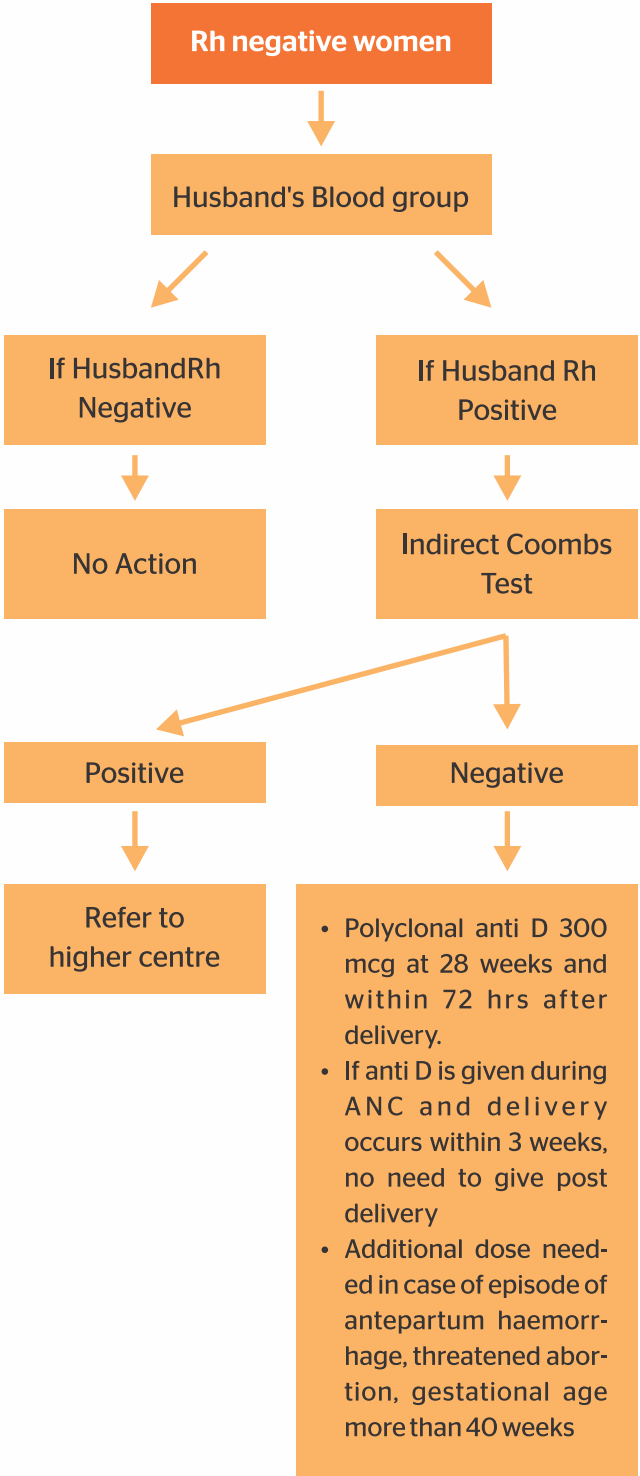 Rh negative women
Husband's Blood group
If HusbandRh
Negative
If Husband Rh
Positive
No Action
Indirect Coombs
Test
Positive
Negative
Refer to
higher centre
• Polyclonal anti D 300
mcg at 28 weeks and
within 72 hrs after
delivery.
• If anti D is given during
ANC and delivery
occurs within 3 weeks,
no need to give post
delivery
• Additional dose need-
ed in case of episode of
antepartum haemorr-
hage, threatened abor-
tion, gestational age
more than 40 weeks